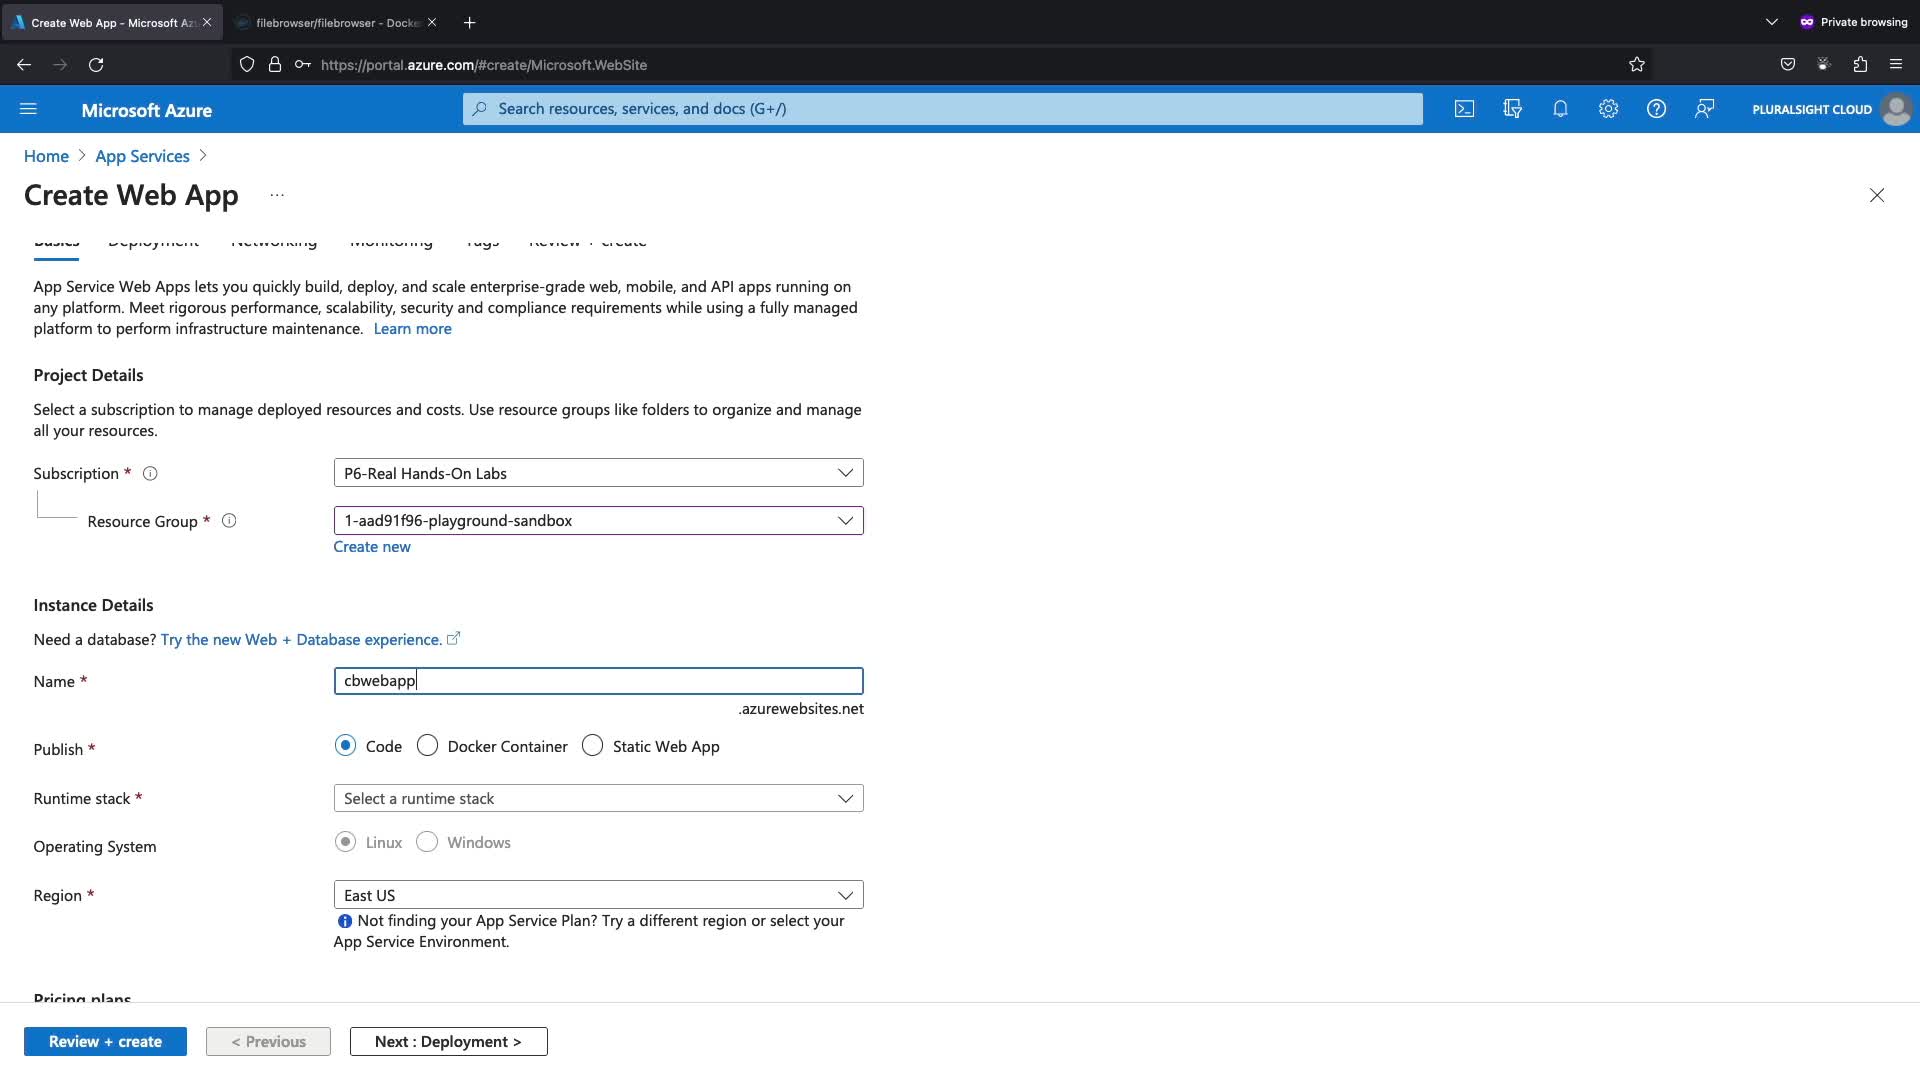 Create Web App - Microsoft Azu
filebrowser/filebrowser - Docke
Private browsing
https://portal.azure.com/#create/Microsoft.WebSite
Microsoft Azure
Search resources, services, and docs (G+/)
PLURALSIGHT CLOUD
Home > App Services >
Create Web App ...
Basics Deployment Networking Monitoring Tags Review + create
App Service Web Apps lets you quickly build, deploy, and scale enterprise-grade web, mobile, and API apps running on
any platform. Meet rigorous performance, scalability, security and compliance requirements while using a fully managed
platform to perform infrastructure maintenance. Learn more
Project Details
Select a subscription to manage deployed resources and costs. Use resource groups like folders to organize and manage
all your resources.
Subscription *
P6-Real Hands-On Labs
Resource Group *
1-aad91f96-playground-sandbox
Create new
Instance Details
Need a database? Try the new Web + Database experience.
Name *
cbwebapp
.azurewebsites.net
Publish *
Code Docker Container Static Web App
Runtime stack *
Select a runtime stack
Operating System
Linux Windows
Region *
East US
Not finding your App Service Plan? Try a different region or select your
App Service Environment.
Pricing plans
Review + create
< Previous
Next : Deployment >